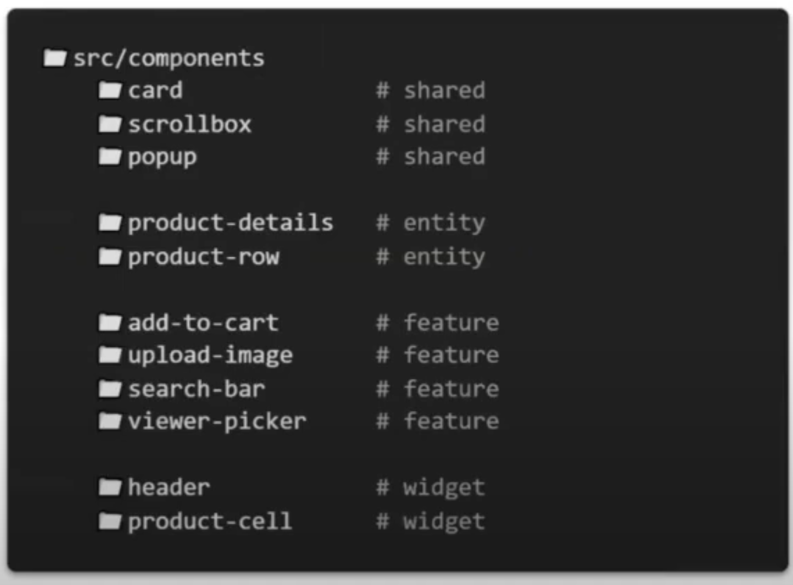 src/components
card # shared
scrollbox # shared
popup # shared
product-details # entity
product-row # entity
add-to-cart # feature
upload-image # feature
search-bar # feature
viewer-picker # feature
header # widget
product-cell # widget